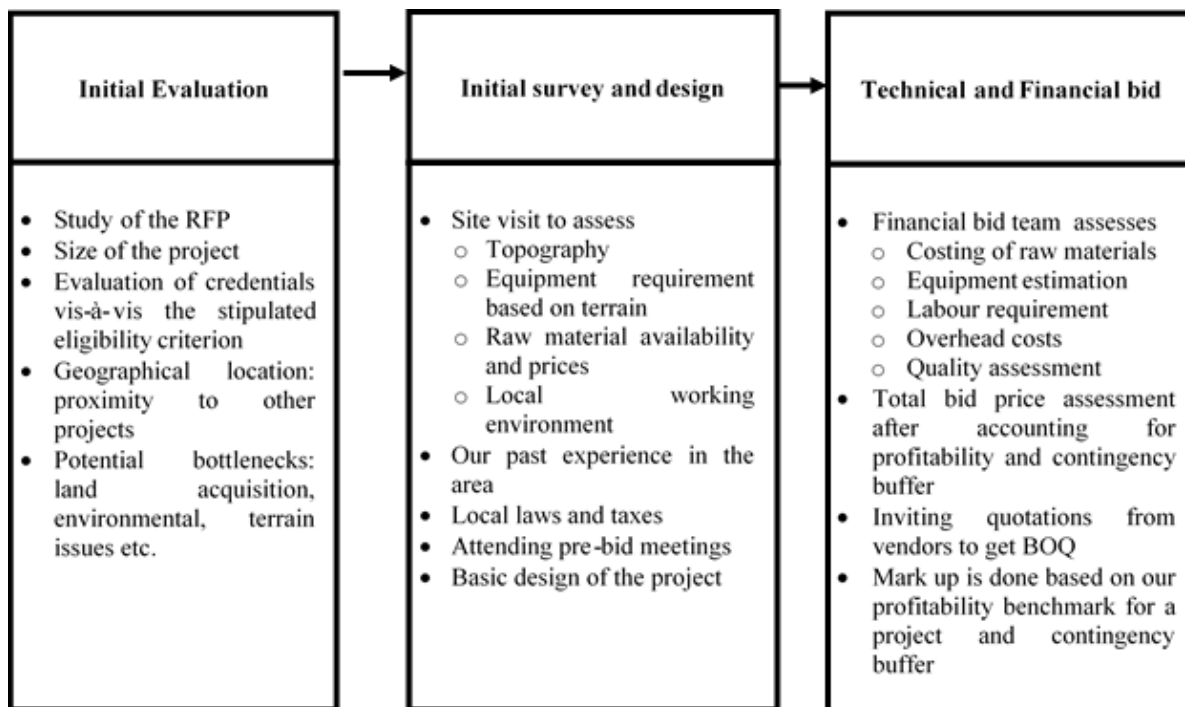 Initial Evaluation
• Study of the RFP
• Size of the project
• Evaluation of credentials
vis-à-vis the stipulated
eligibility criterion
• Geographical location:
proximity to other
projects
• Potential bottlenecks:
land acquisition,
environmental, terrain
issues etc.
Initial survey and design
• Site visit to assess
o Topography
o Equipment requirement
based on terrain
o Raw material availability
and prices
o Local working
environment
• Our past experience in the
area
• Local laws and taxes
• Attending pre-bid meetings
• Basic design of the project
Technical and Financial bid
• Financial bid team assesses
o Costing of raw materials
o Equipment estimation
o Labour requirement
o Overhead costs
o Quality assessment
• Total bid price assessment
after accounting for
profitability and contingency
buffer
• Inviting quotations from
vendors to get BOQ
• Mark up is done based on our
profitability benchmark for a
project and contingency
buffer